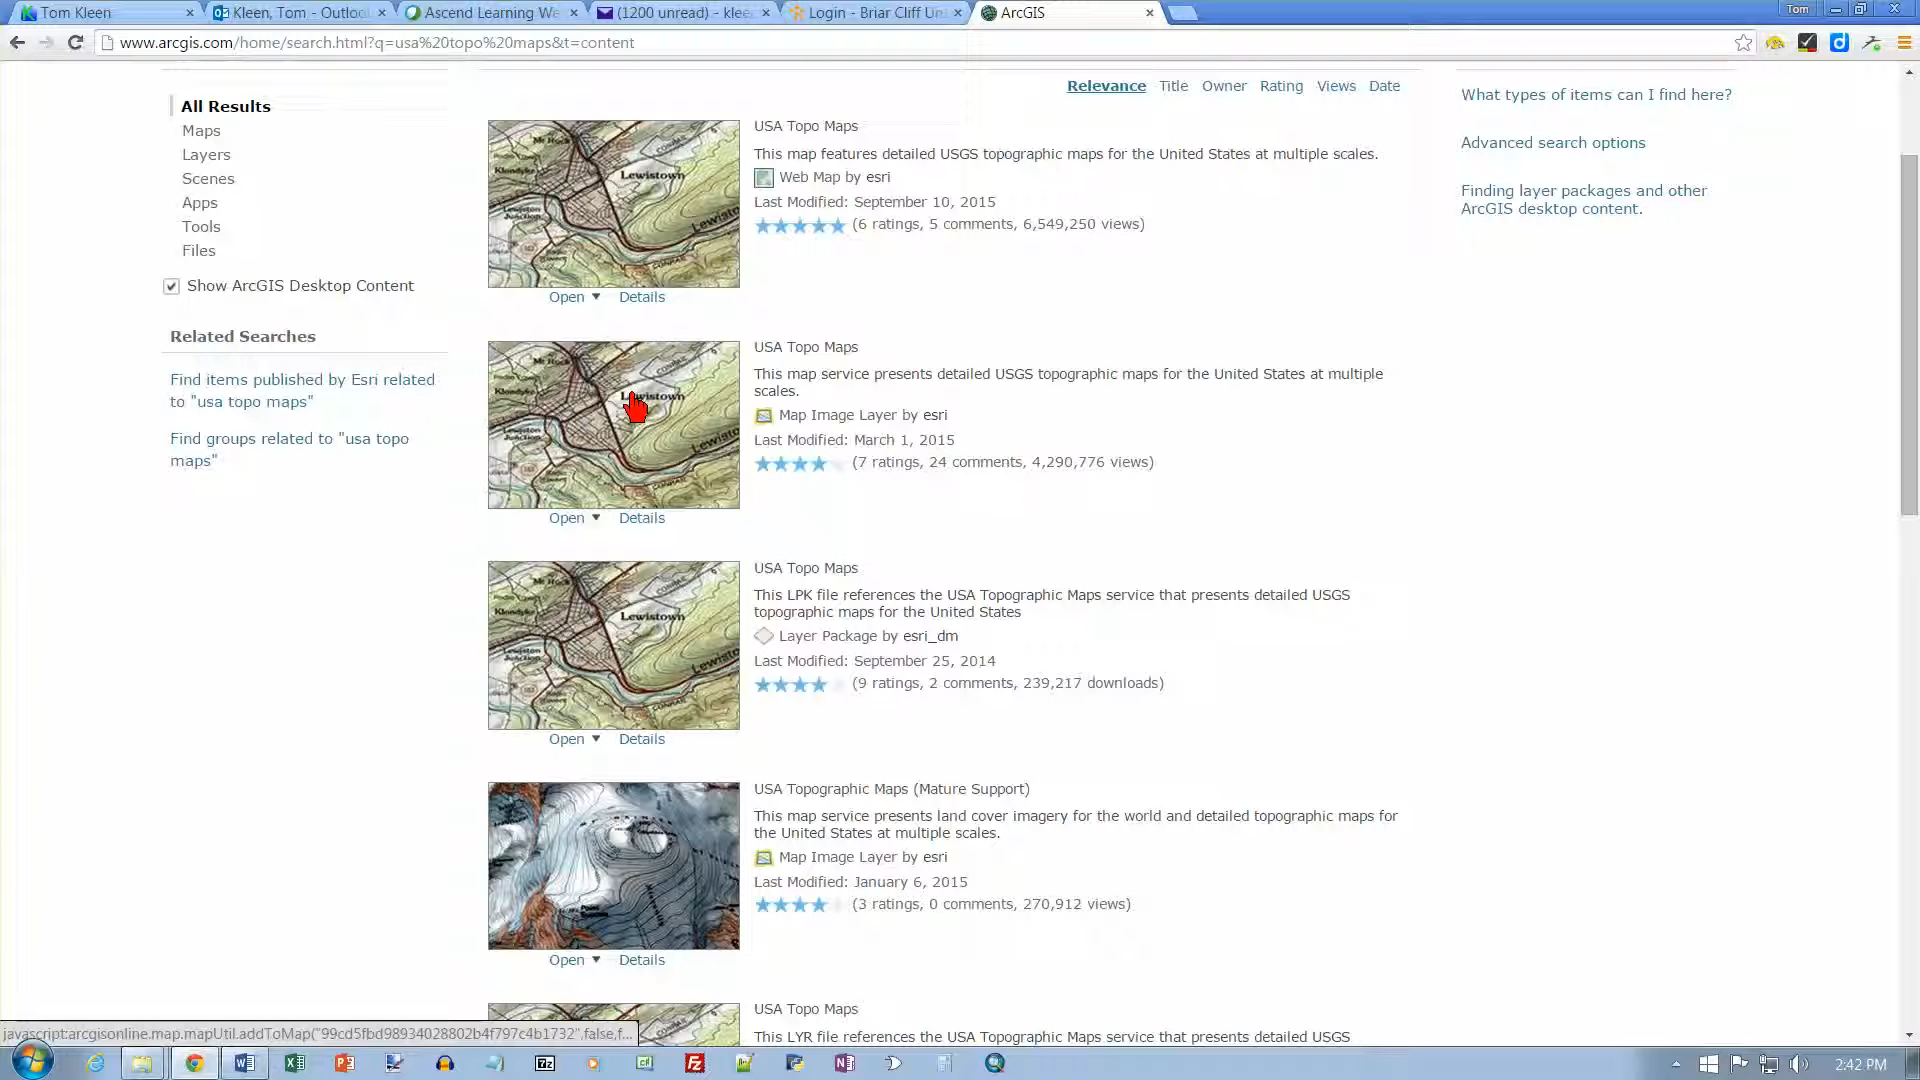 Tom Kleen
Kleen, Tom - Outloo
Ascend Learning We
(1200 unread) - klee
Login - Briar Cliff Un
ArcGIS
Tom
www.arcgis.com/home/search.html?q=usa%20topo%20maps&t=content
All Results
Maps
Layers
Scenes
Apps
Tools
Files
Show ArcGIS Desktop Content
Related Searches
Find items published by Esri related
to "usa topo maps"
Find groups related to "usa topo
maps"
Relevance Title Owner Rating Views Date
USA Topo Maps
This map features detailed USGS topographic maps for the United States at multiple scales.
Web Map by esri
Last Modified: September 10, 2015
(6 ratings, 5 comments, 6,549,250 views)
Lewistown
Open Details
USA Topo Maps
This map service presents detailed USGS topographic maps for the United States at multiple
scales.
Map Image Layer by esri
Last Modified: March 1, 2015
(7 ratings, 24 comments, 4,290,776 views)
Open Details
USA Topo Maps
This LPK file references the USA Topographic Maps service that presents detailed USGS
topographic maps for the United States
Layer Package by esri_dm
Last Modified: September 25, 2014
(9 ratings, 2 comments, 239,217 downloads)
Lewistown
Open Details
USA Topographic Maps (Mature Support)
This map service presents land cover imagery for the world and detailed topographic maps for
the United States at multiple scales.
Map Image Layer by esri
Last Modified: January 6, 2015
(3 ratings, 0 comments, 270,912 views)
Open Details
USA Topo Maps
This LYR file references the USA Topographic Maps service that presents detailed USGS
What types of items can I find here?
Advanced search options
Finding layer packages and other
ArcGIS desktop content.
javascript:arcgisonline.map.mapUtil.addToMap("99cd5fbd98934028802b4f797c4b1732",false,f...
2:42 PM